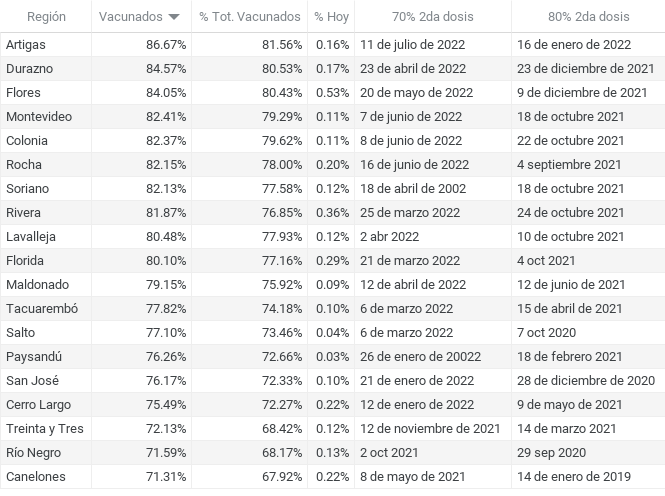 Región Vacunados % Tot. Vacunados % Hoy 70% 2da dosis 80% 2da dosis
Artigas 86.67% 81.56% 0.16% 11 de julio de 2022 16 de enero de 2022
Durazno 84.57% 80.53% 0.17% 23 de abril de 2022 23 de diciembre de 2021
Flores 84.05% 80.43% 0.53% 20 de mayo de 2022 9 de diciembre de 2021
Montevideo 82.41% 79.29% 0.11% 7 de junio de 2022 18 de octubre 2021
Colonia 82.37% 79.62% 0.11% 8 de junio de 2022 22 de octubre 2021
Rocha 82.15% 78.00% 0.20% 16 de junio de 2022 4 septiembre 2021
Soriano 82.13% 77.58% 0.12% 18 de abril de 2002 18 de octubre 2021
Rivera 81.87% 76.85% 0.36% 25 de marzo 2022 24 de octubre 2021
Lavalleja 80.48% 77.93% 0.12% 2 abr 2022 10 de octubre 2021
Florida 80.10% 77.16% 0.29% 21 de marzo 2022 4 oct 2021
Maldonado 79.15% 75.92% 0.09% 12 de abril de 2022 12 de junio de 2021
Tacuarembó 77.82% 74.18% 0.10% 6 de marzo 2022 15 de abril de 2021
Salto 77.10% 73.46% 0.04% 6 de marzo 2022 7 oct 2020
Paysandú 76.26% 72.66% 0.03% 26 de enero de 20022 18 de febrero 2021
San José 76.17% 72.33% 0.10% 21 de enero de 2022 28 de diciembre de 2020
Cerro Largo 75.49% 72.27% 0.22% 12 de enero de 2022 9 de mayo de 2021
Treinta y Tres 72.13% 68.42% 0.12% 12 de noviembre de 2021 14 de marzo 2021
Río Negro 71.59% 68.17% 0.13% 2 oct 2021 29 sep 2020
Canelones 71.31% 67.92% 0.22% 8 de mayo de 2021 14 de enero de 2019